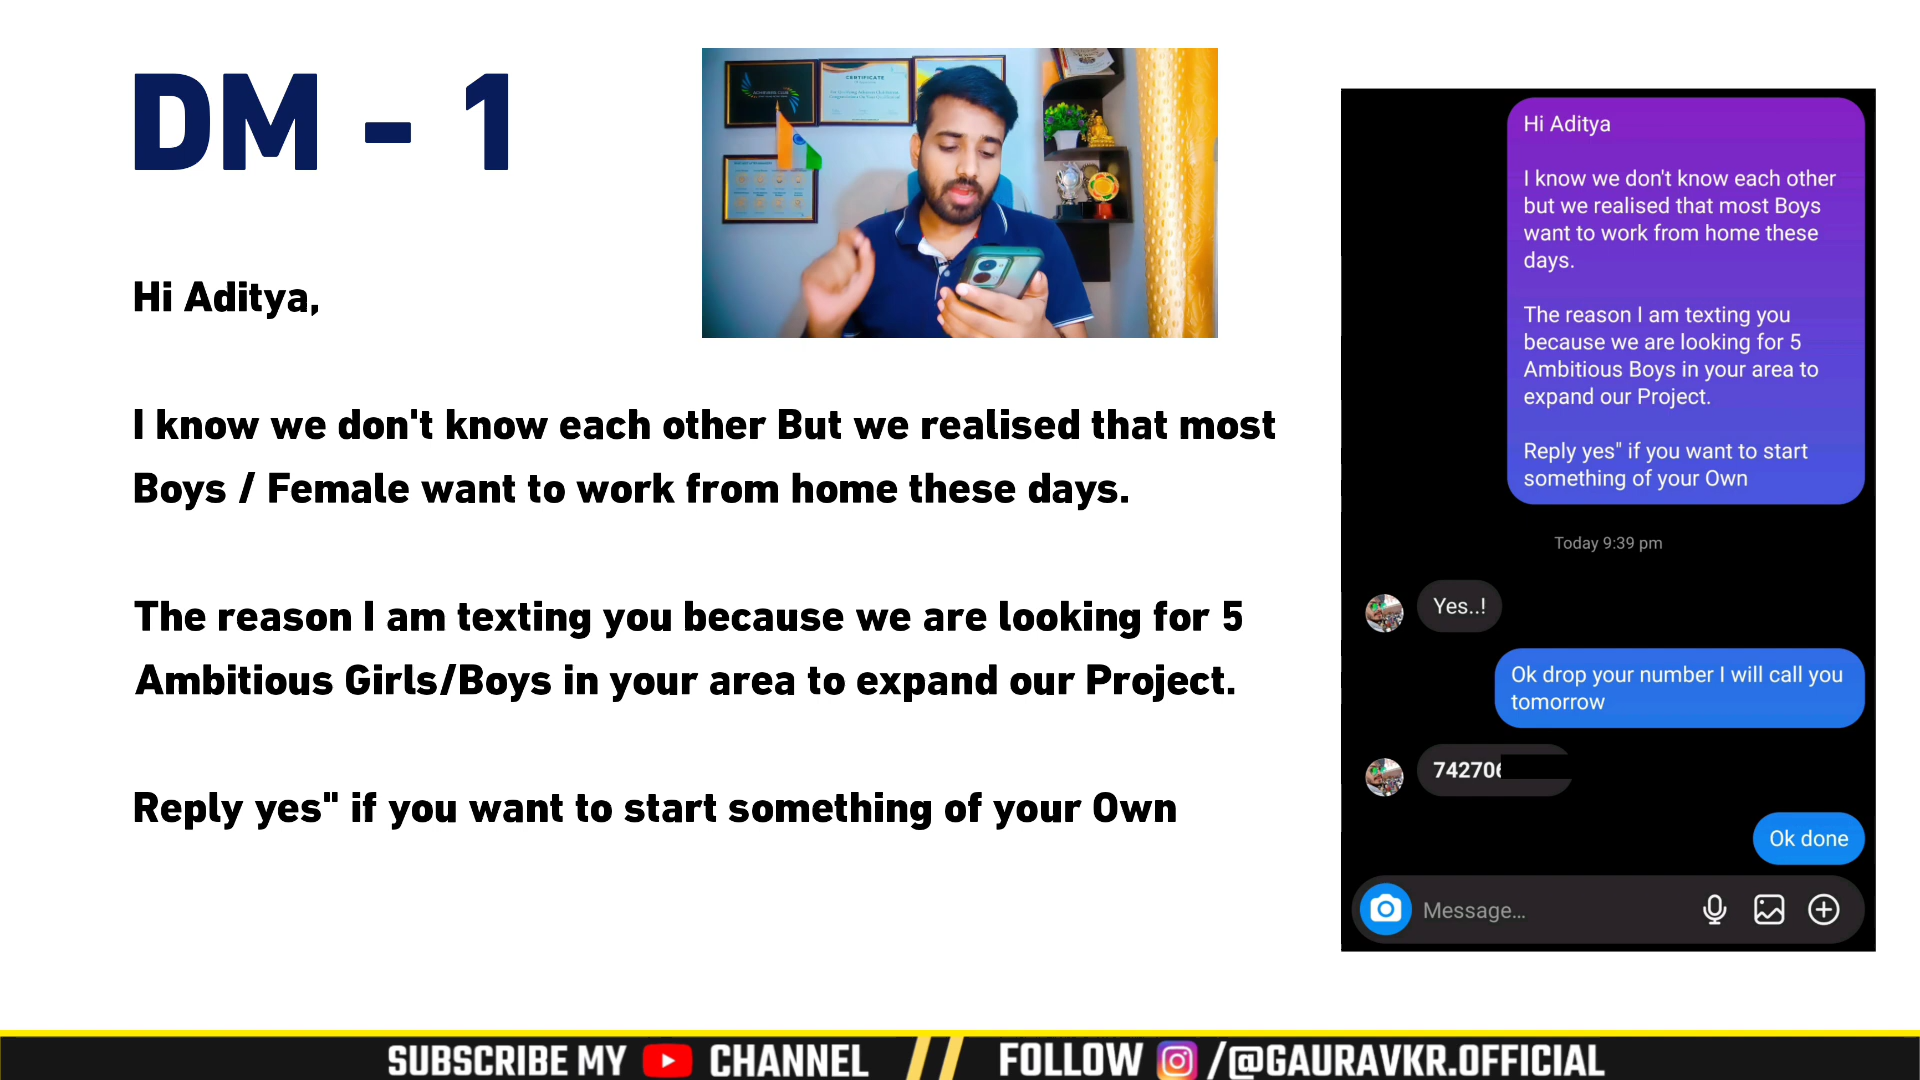 DM - 1
CERTIFICATE
Hi Aditya,
I know we don't know each other But we realised that most
Boys / Female want to work from home these days.
The reason I am texting you because we are looking for 5
Ambitious Girls/Boys in your area to expand our Project.
Reply yes" if you want to start something of your Own
Hi Aditya
I know we don't know each other
but we realised that most Boys
want to work from home these
days.
The reason I am texting you
because we are looking for 5
Ambitious Boys in your area to
expand our Project.
Reply yes" if you want to start
something of your Own
Today 9:39 pm
Yes..!
Ok drop your number I will call you
tomorrow
74270
Ok done
Message...
SUBSCRIBE MY CHANNEL // FOLLOW /@GAURAVKR.OFFICIAL